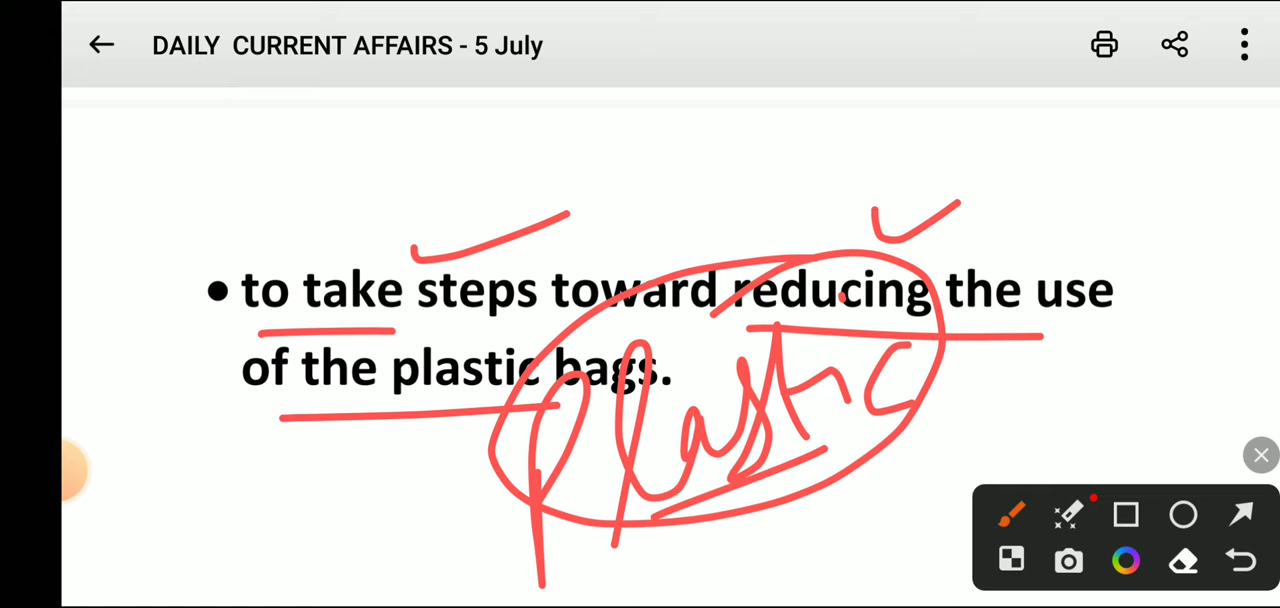 DAILY CURRENT AFFAIRS - 5 July
• to take steps toward reducing the use
of the plastic bags.
plastic